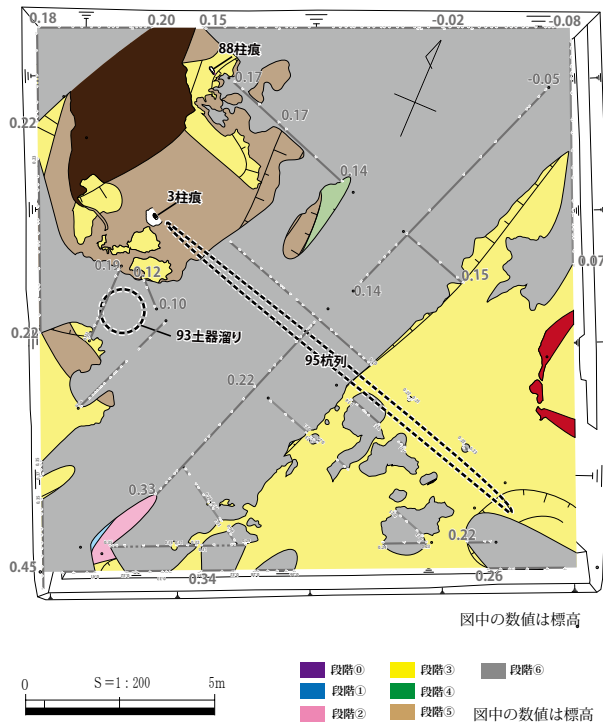 0.18
0.20
0.15
-0.02
-0.08
88柱痕
0.17
-0.05
0.17
0.22
0.14
3柱痕
0.19
0.12
0.15
0.07
0.10
0.14
0.22
93土器溜り
95杭列
0.22
0.33
0.22
0.45
0.34
0.26
図中の数値は標高
0
S=1:200
5m
段階⓪
段階①
段階②
段階③
段階④
段階⑤
段階⑥
図中の数値は標高